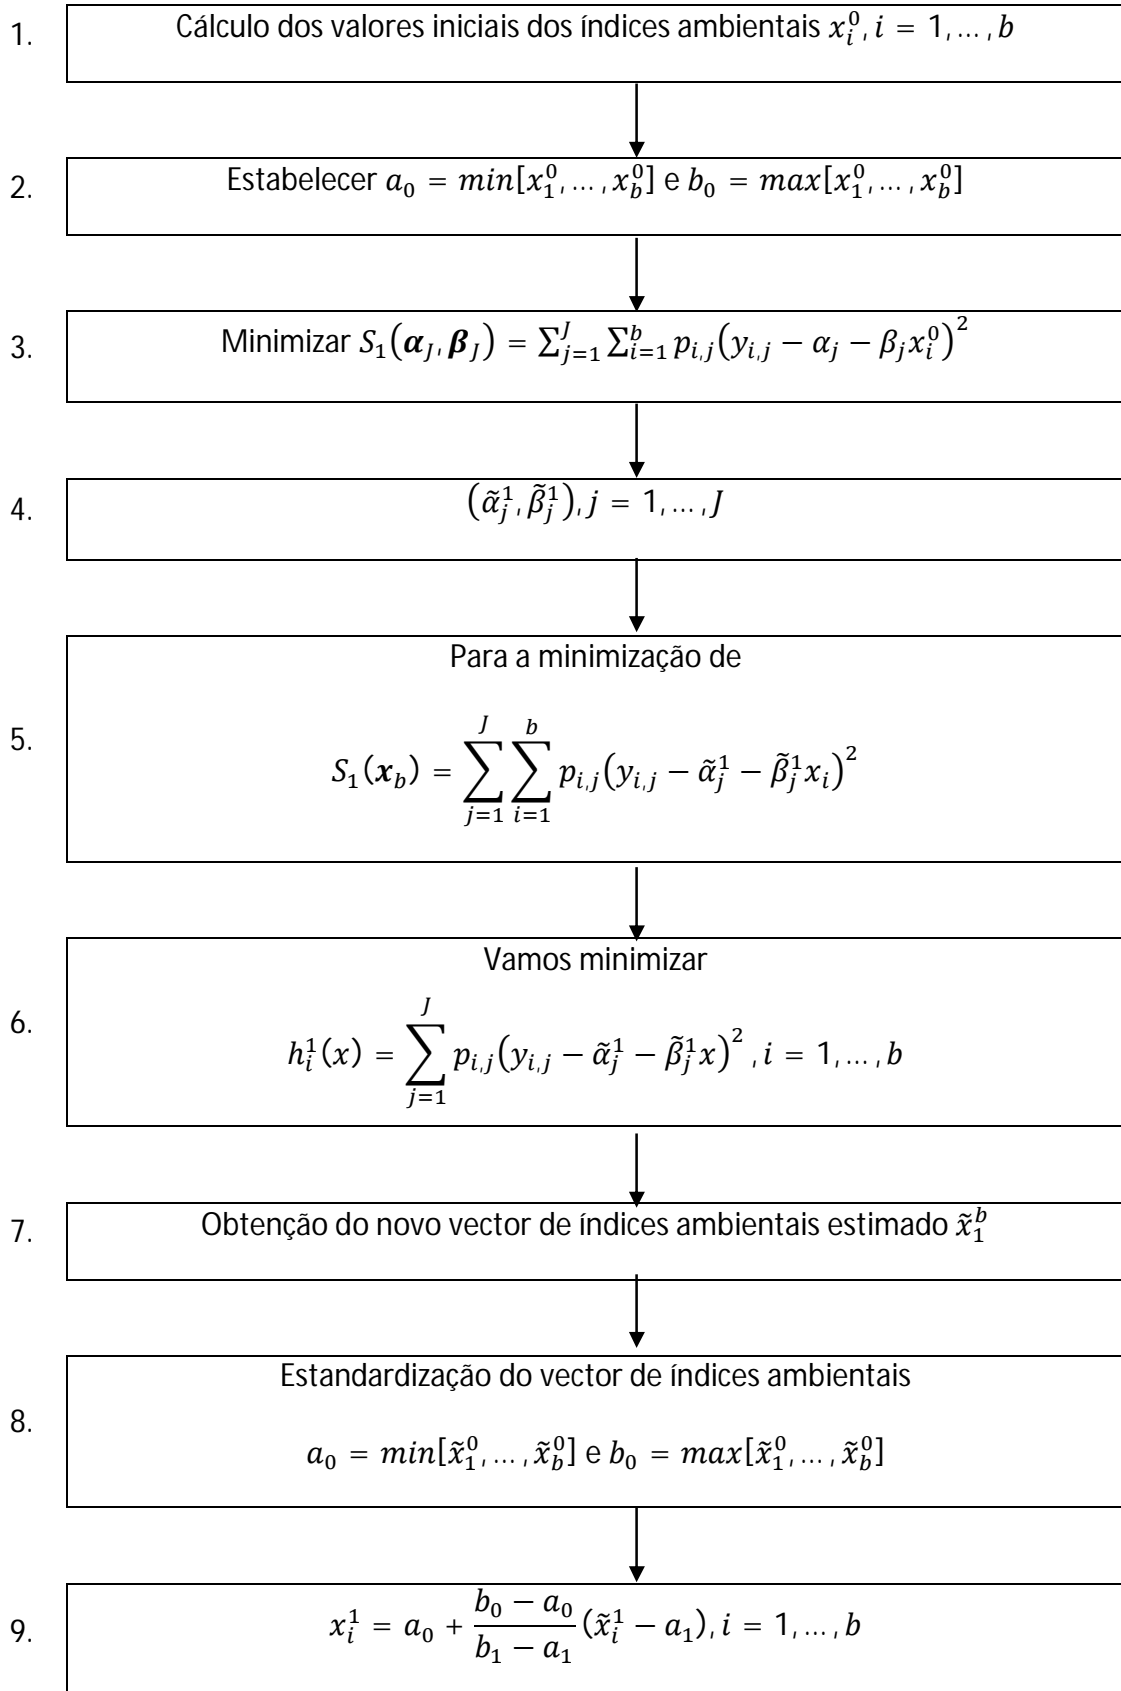 1. Cálculo dos valores iniciais dos índices ambientais $x_i^0, i = 1, \dots, b$
2. Estabelecer $a_0 = min[x_1^0, \dots, x_b^0]$ e $b_0 = max[x_1^0, \dots, x_b^0]$
3. Minimizar $S_1(\boldsymbol{\alpha}_J, \boldsymbol{\beta}_J) = \sum_{j=1}^{J} \sum_{i=1}^{b} p_{i,j}(y_{i,j} - \alpha_j - \beta_j x_i^0)^2$
4. $(\tilde{\alpha}_j^1, \tilde{\beta}_j^1), j = 1, \dots, J$
Para a minimização de
5. $S_1(\boldsymbol{x}_b) = \sum_{j=1}^{J} \sum_{i=1}^{b} p_{i,j}(y_{i,j} - \tilde{\alpha}_j^1 - \tilde{\beta}_j^1 x_i)^2$
Vamos minimizar
6. $h_i^1(x) = \sum_{j=1}^{J} p_{i,j}(y_{i,j} - \tilde{\alpha}_j^1 - \tilde{\beta}_j^1 x)^2, i = 1, \dots, b$
7. Obtenção do novo vector de índices ambientais estimado $\tilde{x}_1^b$
Estandardização do vector de índices ambientais
8. $a_0 = min[\tilde{x}_1^0, \dots, \tilde{x}_b^0]$ e $b_0 = max[\tilde{x}_1^0, \dots, \tilde{x}_b^0]$
9. $x_i^1 = a_0 + \frac{b_0 - a_0}{b_1 - a_1}(\tilde{x}_i^1 - a_1), i = 1, \dots, b$